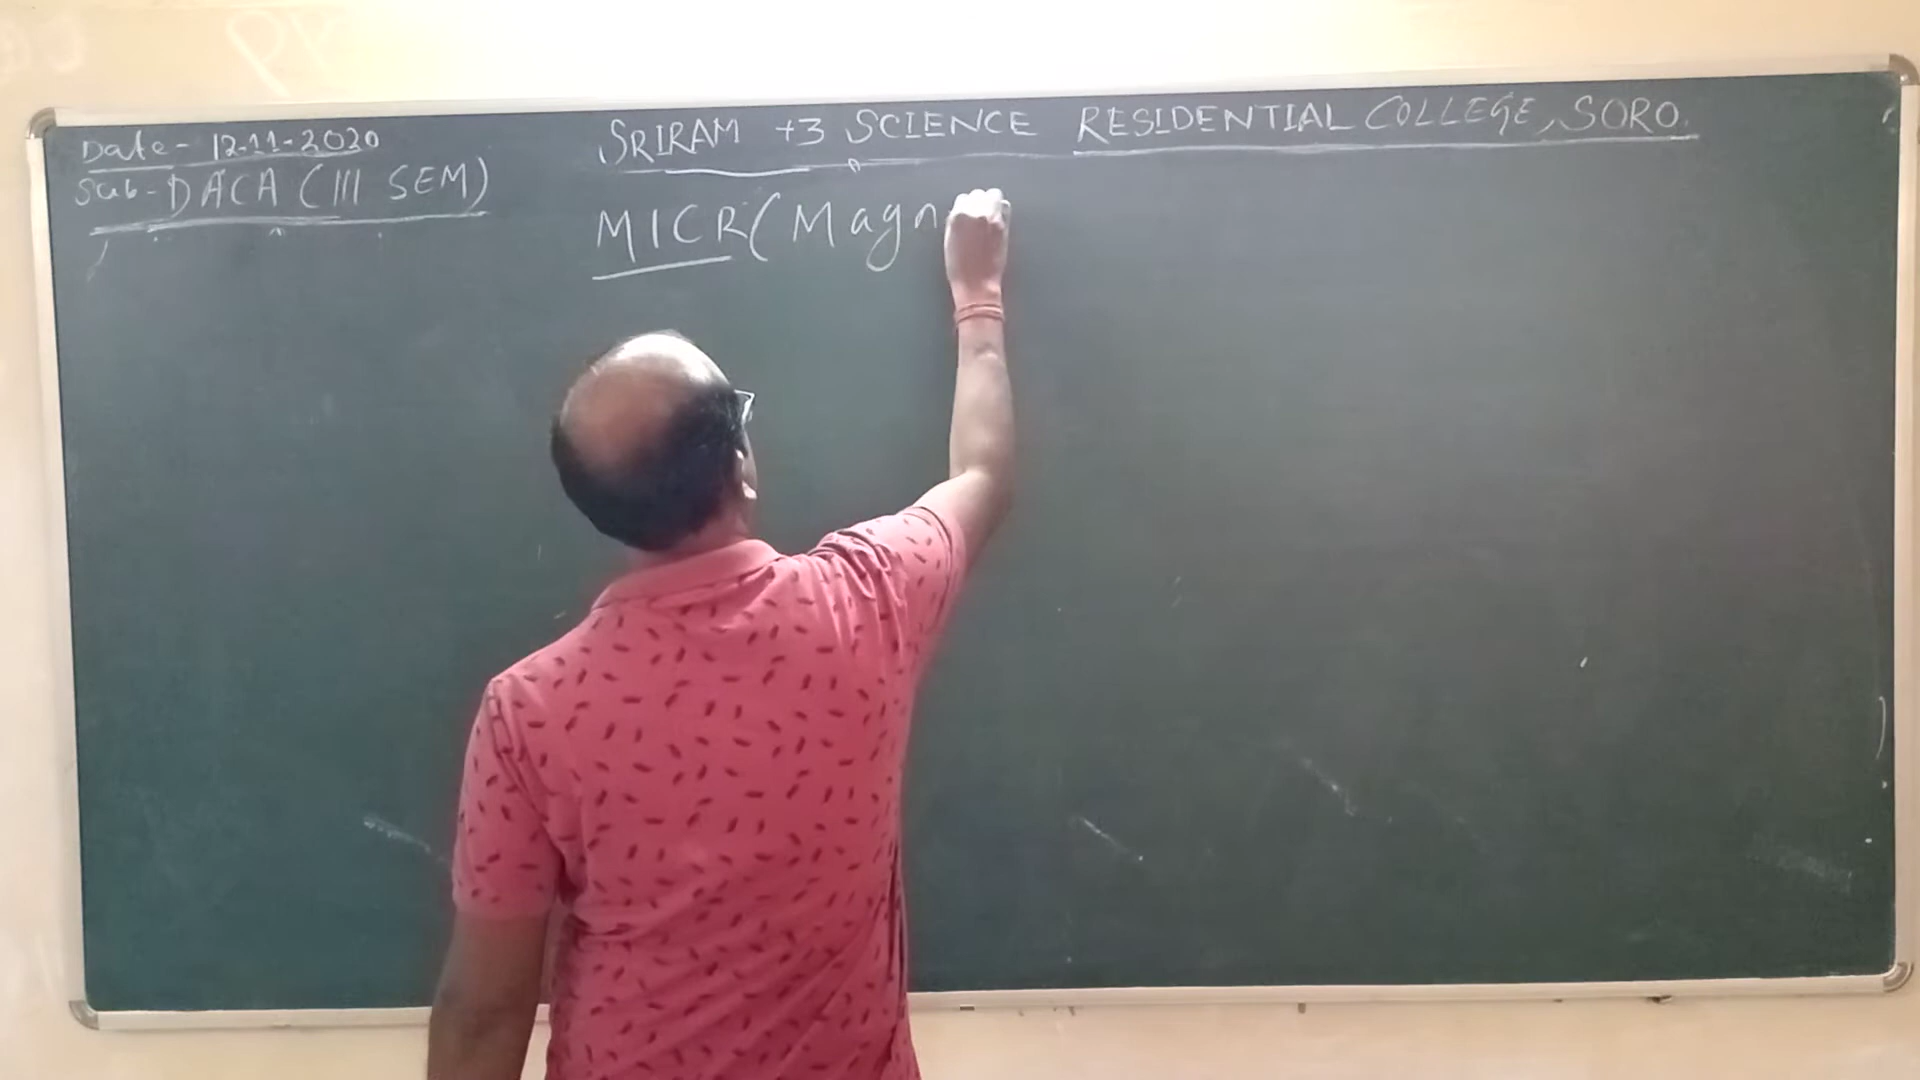 Date- 12-11-2020
SRIRAM +3 SCIENCE RESIDENTIAL COLLEGE, SORO.
Sub-DACA (III SEM)
MICR (Magn